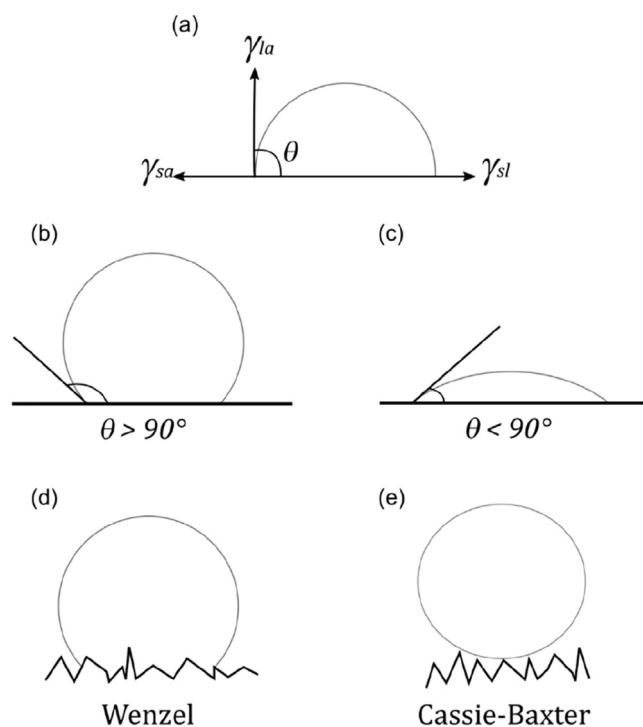 (a)
γla
θ
γsa
γsl
(b)
(c)
θ > 90°
θ < 90°
(d)
(e)
Wenzel
Cassie-Baxter